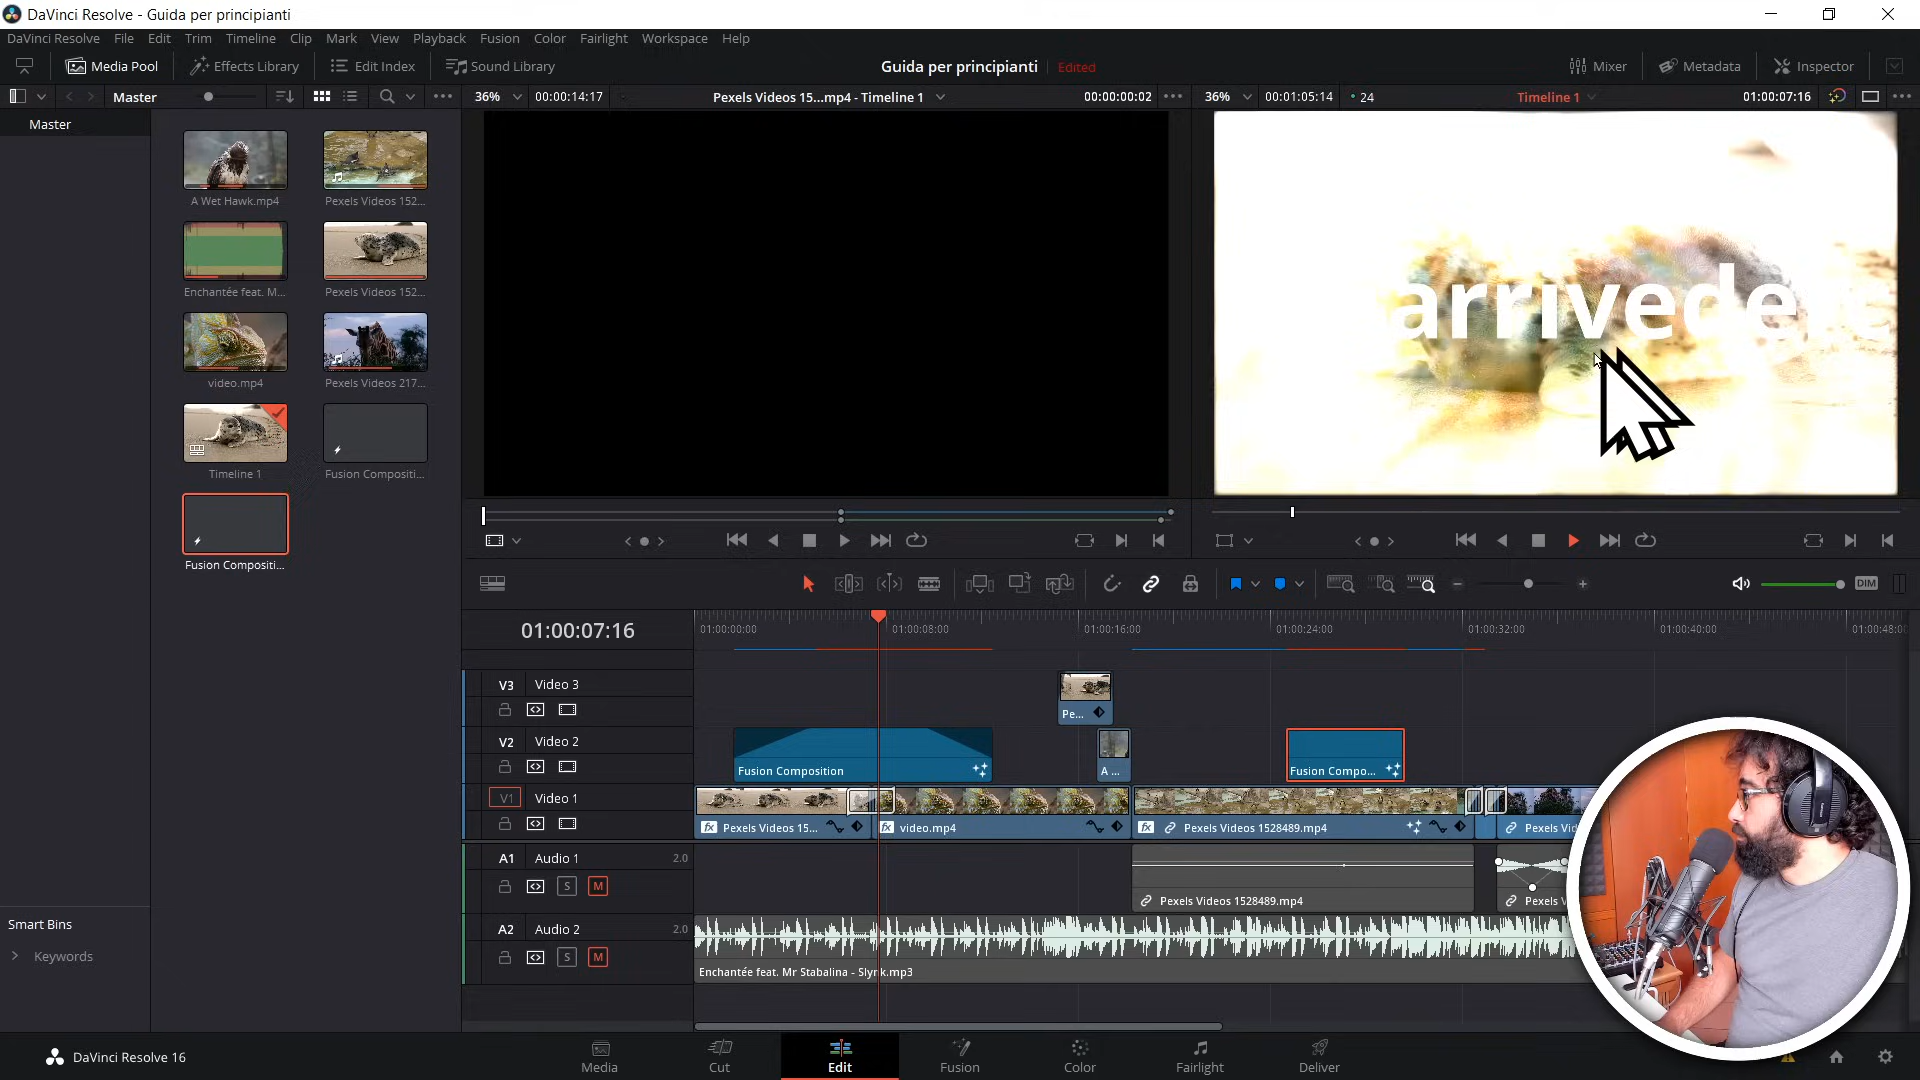 DaVinci Resolve - Guida per principianti
DaVinci Resolve File Edit Trim Timeline Clip Mark View Playback Fusion Color Fairlight Workspace Help
Media Pool Effects Library Edit Index Sound Library Guida per principianti Edited Mixer Metadata Inspector
Master 36% 00:00:14:17 Pexels Videos 15...mp4 - Timeline 1 00:00:00:02 36% 00:01:05:14 24 Timeline 1 01:00:07:16
Master
A Wet Hawk.mp4 Pexels Videos 152...
Enchantée feat. M... Pexels Videos 152...
video.mp4 Pexels Videos 217...
Timeline 1 Fusion Compositi...
Fusion Compositi...
arrivederc
DIM
01:00:07:16 01:00:00:00 01:00:08:00 01:00:16:00 01:00:24:00 01:00:32:00 01:00:40:00 01:00:48:0
V3 Video 3
Pe...
V2 Video 2
Fusion Composition A ... Fusion Compo...
V1 Video 1
fx Pexels Videos 15... fx video.mp4 fx Pexels Videos 1528489.mp4 Pexels Vid
A1 Audio 1 2.0
S M
Pexels Videos 1528489.mp4 Pexels V
A2 Audio 2 2.0
S M
Enchantée feat. Mr Stabalina - Slynk.mp3
Smart Bins
Keywords
DaVinci Resolve 16
Media Cut Edit Fusion Color Fairlight Deliver